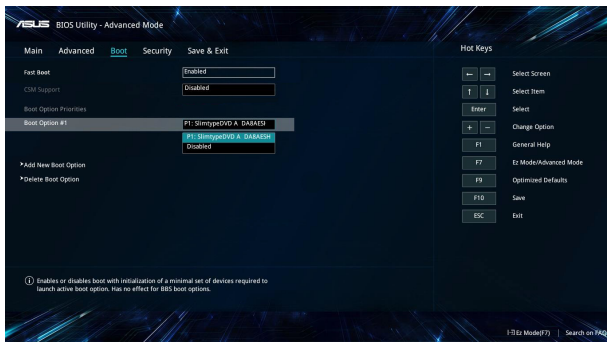 ASUS BIOS Utility - Advanced Mode
Main Advanced Boot Security Save & Exit
Fast Boot Enabled
CSM Support Disabled
Boot Option Priorities
Boot Option #1 P1: SlimtypeDVD A DA8AESI
P1: SlimtypeDVD A DA8AESH
Disabled
Add New Boot Option
Delete Boot Option
Enables or disables boot with initialization of a minimal set of devices required to
launch active boot option. Has no effect for BBS boot options.
Hot Keys
← → Select Screen
↑ ↓ Select Item
Enter Select
+ − Change Option
F1 General Help
F7 Ez Mode/Advanced Mode
F9 Optimized Defaults
F10 Save
ESC Exit
Ez Mode(F7) | Search on FAQ